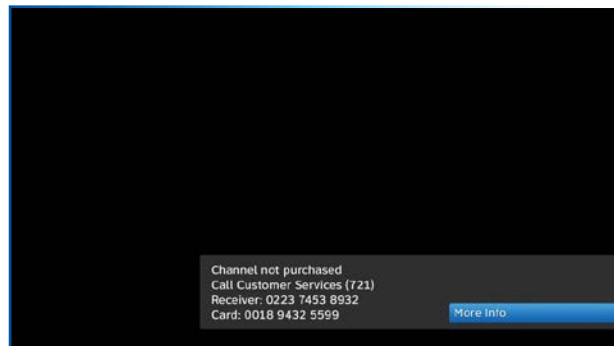 Channel not purchased
Call Customer Services (721)
Receiver: 0223 7453 8932
Card: 0018 9432 5599
More Info